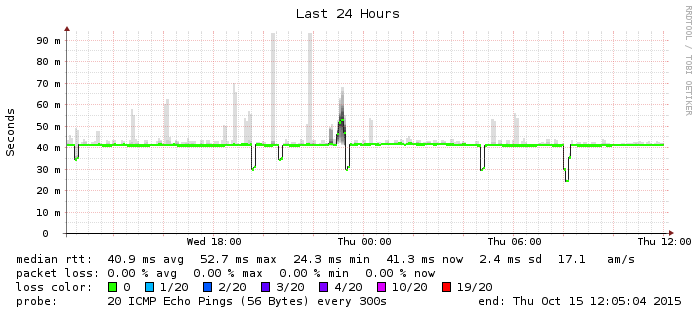 Last 24 Hours
RRDTOOL / TOBI OETIKER
Seconds
90 m
80 m
70 m
60 m
50 m
40 m
30 m
20 m
10 m
0
Wed 18:00 Thu 00:00 Thu 06:00 Thu 12:00
median rtt: 40.9 ms avg 52.7 ms max 24.3 ms min 41.3 ms now 2.4 ms sd 17.1 am/s
packet loss: 0.00 % avg 0.00 % max 0.00 % min 0.00 % now
loss color: 0 1/20 2/20 3/20 4/20 10/20 19/20
probe: 20 ICMP Echo Pings (56 Bytes) every 300s end: Thu Oct 15 12:05:04 2015